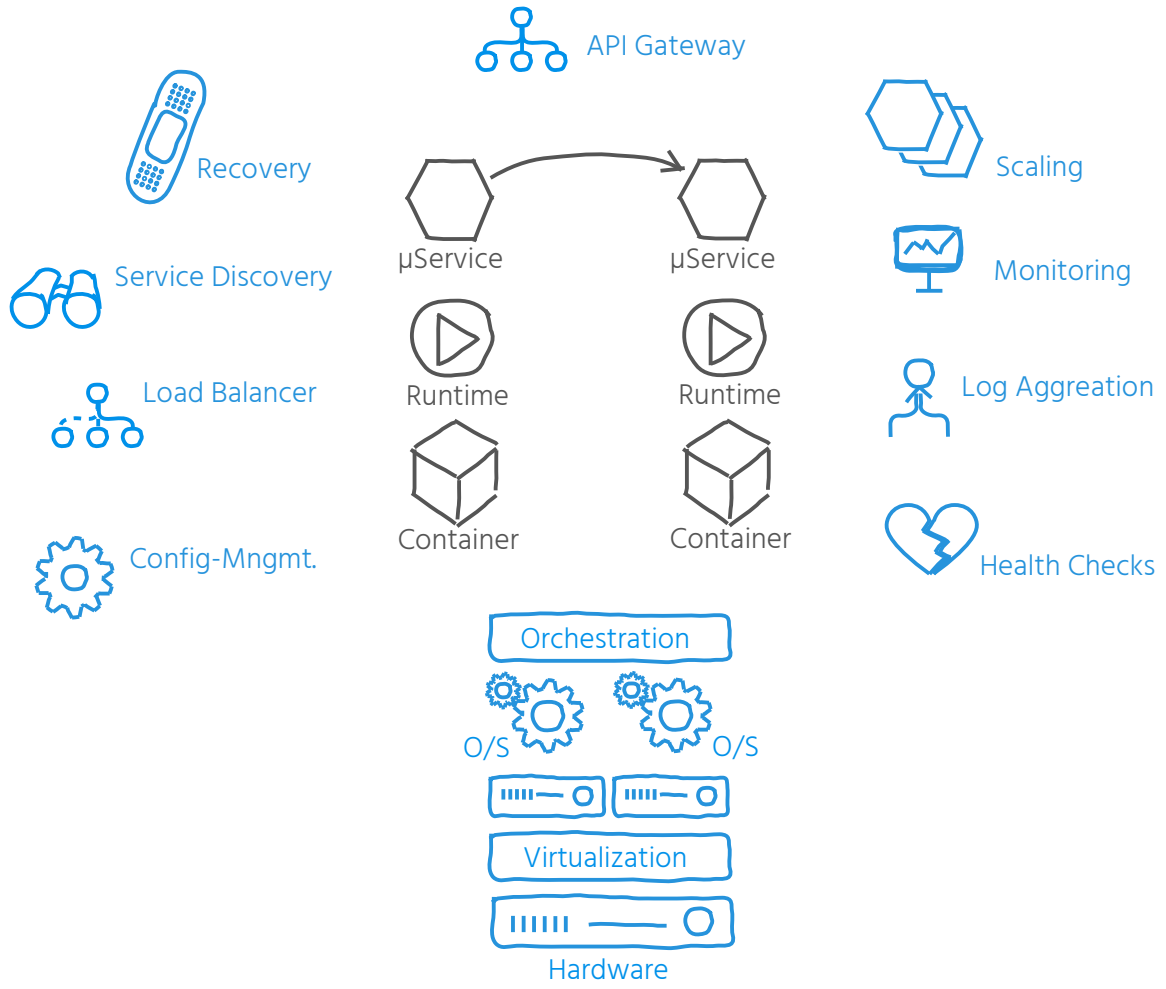 API Gateway
Recovery
Scaling
µService
µService
Service Discovery
Monitoring
Load Balancer
Runtime
Runtime
Log Aggreation
Container
Container
Config-Mngmt.
Health Checks
Orchestration
O/S
O/S
Virtualization
Hardware